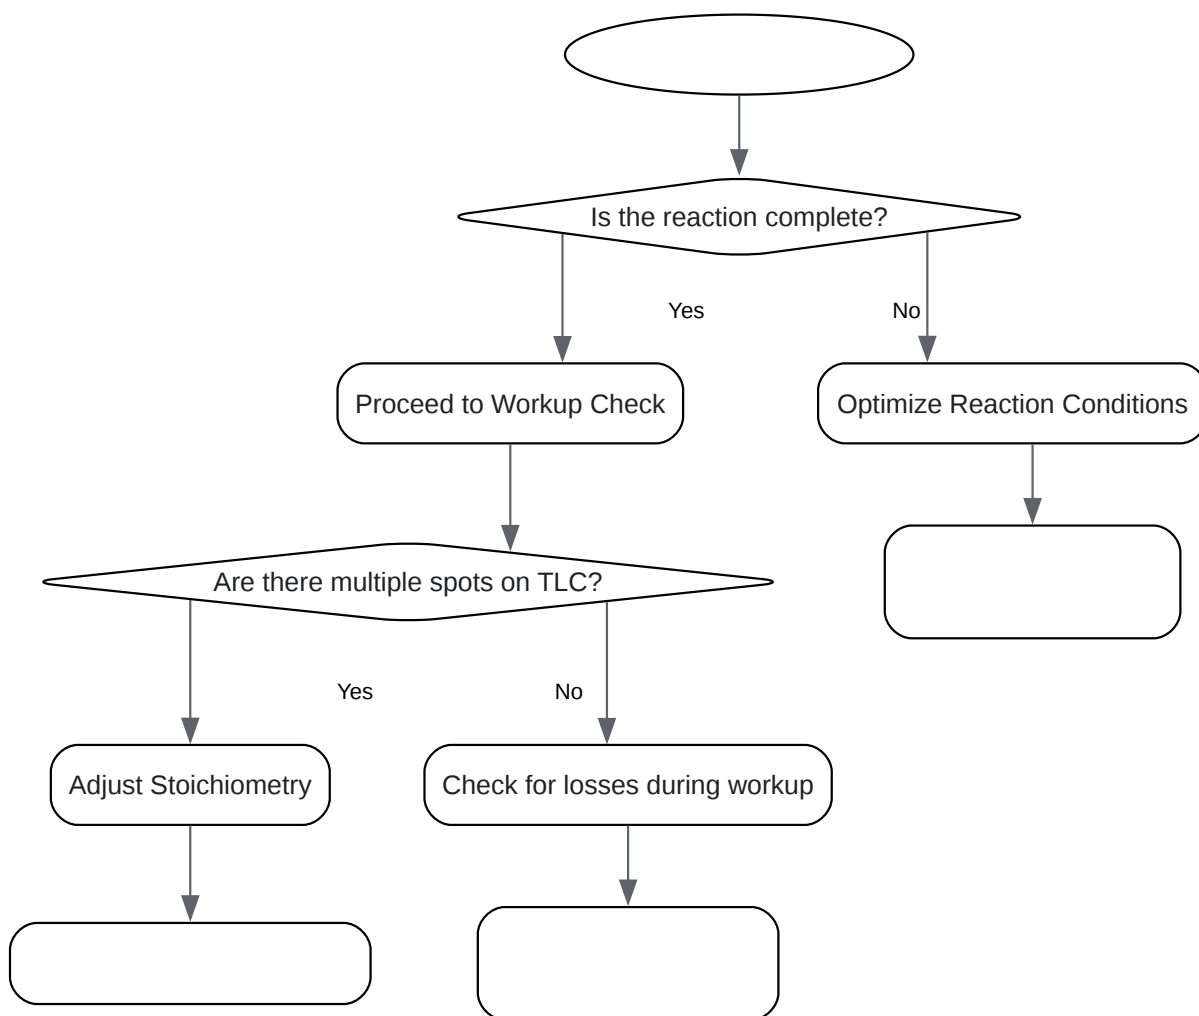 Is the reaction complete?
Yes
No
Proceed to Workup Check
Optimize Reaction Conditions
Are there multiple spots on TLC?
Yes
No
Adjust Stoichiometry
Check for losses during workup